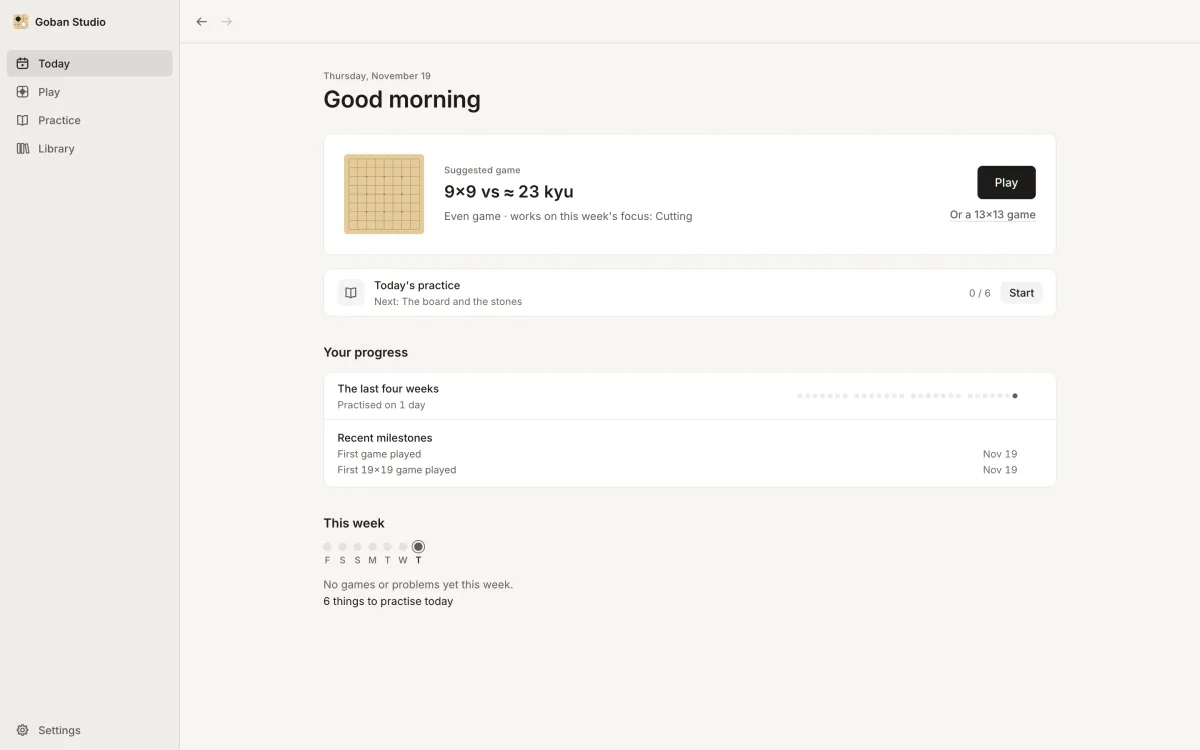 Goban Studio
Today
Play
Practice
Library
Settings
Thursday, November 19
Good morning
Suggested game
9×9 vs ≈ 23 kyu
Even game · works on this week's focus: Cutting
Play
Or a 13×13 game
Today's practice
Next: The board and the stones
0 / 6
Start
Your progress
The last four weeks
Practised on 1 day
Recent milestones
First game played Nov 19
First 19×19 game played Nov 19
This week
F S S M T W T
No games or problems yet this week.
6 things to practise today